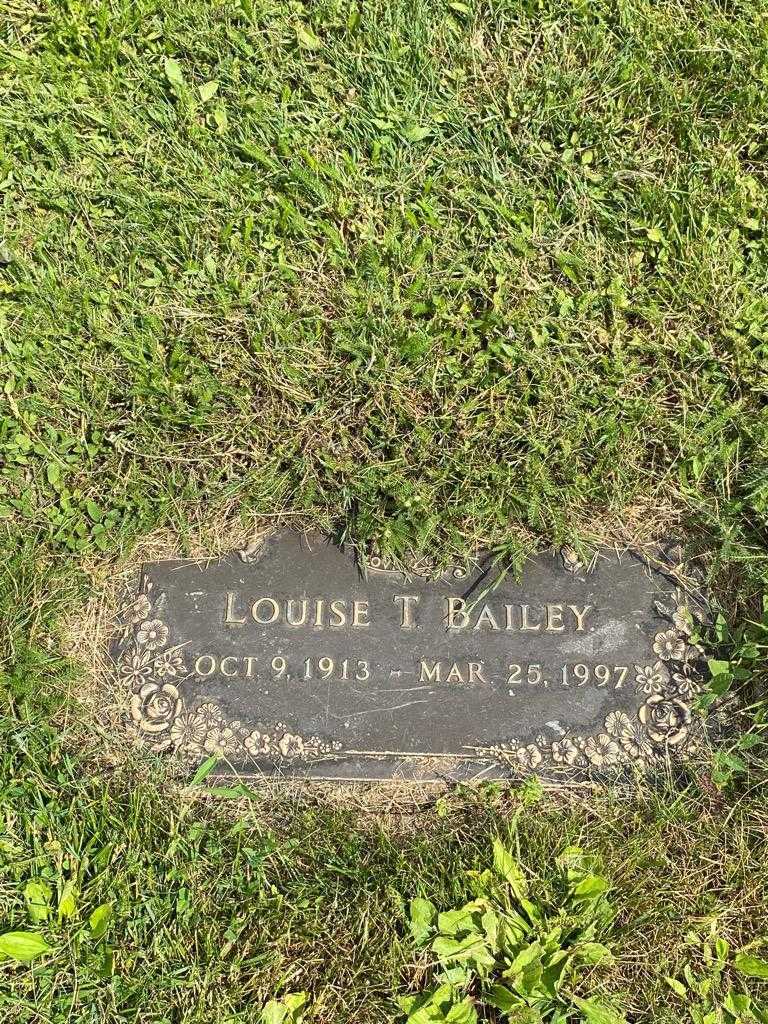 LOUISE T. BAILEY
OCT. 9, 1913 - MAR. 25, 1997